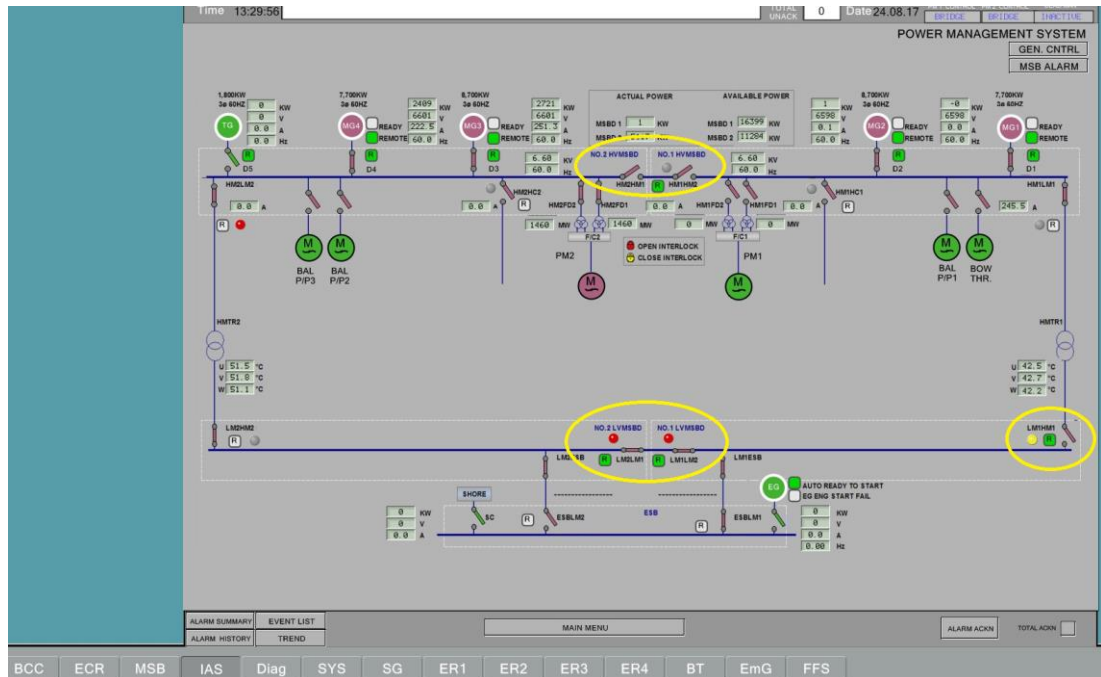 Time 13:29:56
TOTAL UNACK 0
Date 24.08.17
BRIDGE BRIDGE INACTIVE
POWER MANAGEMENT SYSTEM
GEN. CNTRL
MSB ALARM
1,800KW
3ø 60HZ
0 KW
0 V
0.0 A
0.0 Hz
TG
R
D5
7,700KW
3ø 60HZ
2409 KW
6601 V
222.5 A
60.0 Hz
MG4
READY
REMOTE
R
D4
8,700KW
3ø 60HZ
2721 KW
6601 V
251.3 A
60.0 Hz
MG3
READY
REMOTE
R
D3
ACTUAL POWER AVAILABLE POWER
MSBD 1 1 KW MSBD 1 16399 KW
KW MSBD 2 11284 KW
1 KW
6598 V
0.1 A
60.0 Hz
8,700KW
3ø 60HZ
MG2
READY
REMOTE
R
D2
-0 KW
6598 V
0.0 A
60.0 Hz
7,700KW
3ø 60HZ
MG1
READY
REMOTE
R
D1
NO.2 HVMSBD NO.1 HVMSBD
6.60 KV
60.0 Hz
6.60 KV
60.0 Hz
HM2LM2
HM2HC2
HM2HM1
R HM1HM2
HM1HC1
HM1LM1
0.0 A
0.0 A R
HM2FD2 HM2FD1
0.0 A
HM1FD2 HM1FD1
0.0 A R
245.5 A
R
R
1460 MW 1460 MW
0 MW 0 MW
F/C2
F/C1
OPEN INTERLOCK
CLOSE INTERLOCK
PM2
PM1
M
M
M
M
M
M
BAL P/P3
BAL P/P2
BAL P/P1
BOW THR.
HMTR2
HMTR1
U 51.5 °C
V 51.8 °C
W 51.1 °C
U 42.5 °C
V 42.7 °C
W 42.2 °C
LM2HM2
R
NO.2 LVMSBD NO.1 LVMSBD
LM1HM1
R
R LM2LM1 R LM1LM2
LM1ESB
SHORE
EG
AUTO READY TO START
EG ENG START FAIL
0 KW
0 V
0.0 A
SC
R ESBLM2
ESB
R
ESBLM1
0 KW
0 V
0.0 A
0.00 Hz
ALARM SUMMARY EVENT LIST
ALARM HISTORY TREND
MAIN MENU
ALARM ACKN
TOTAL ACKN
BCC ECR MSB IAS Diag SYS SG ER1 ER2 ER3 ER4 BT EmG FFS